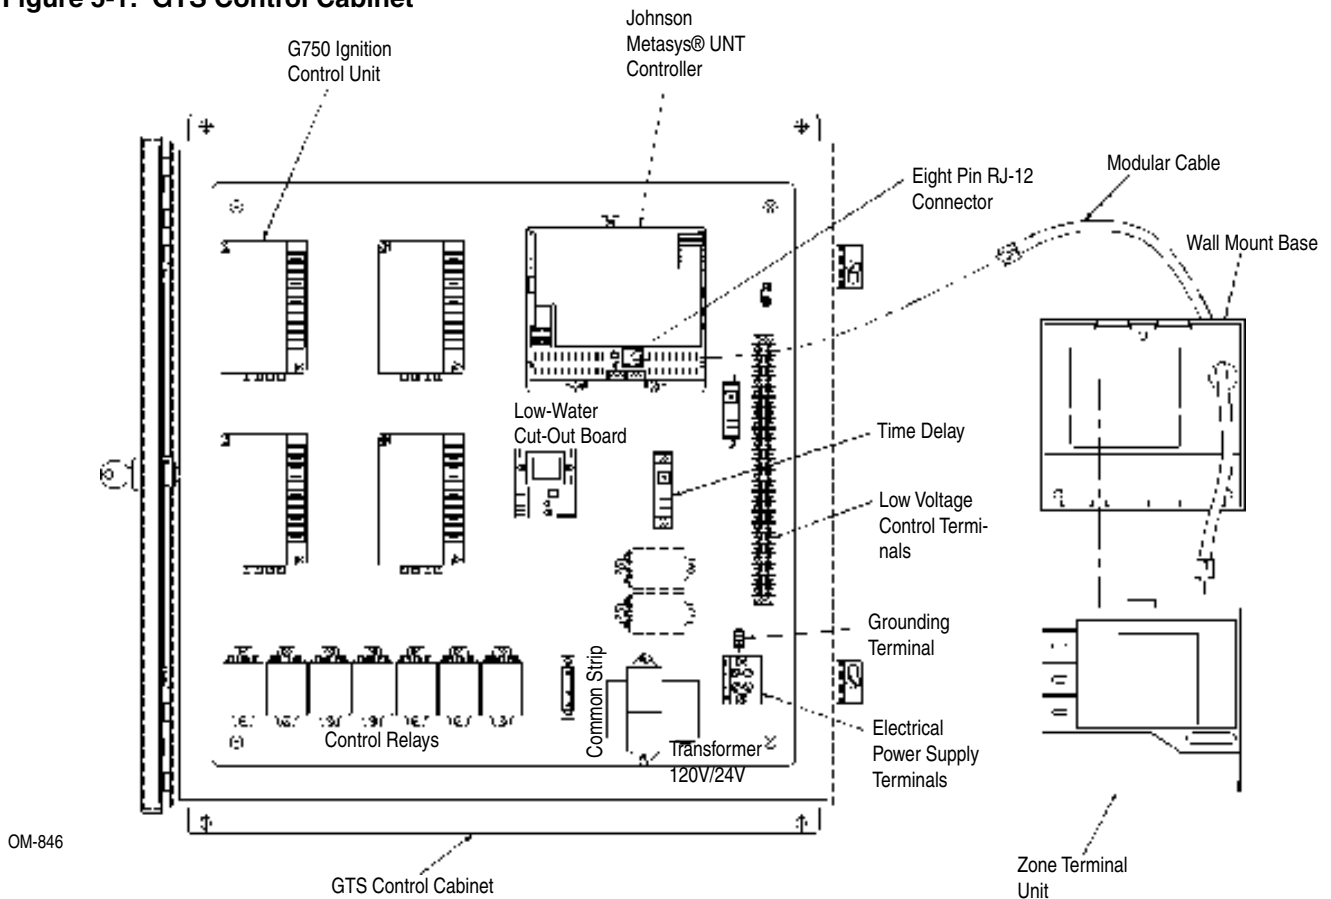 Figure 5-1: GTS Control Cabinet
Johnson
Metasys® UNT
Controller
G750 Ignition
Control Unit
Eight Pin RJ-12
Connector
Modular Cable
Wall Mount Base
Low-Water
Cut-Out Board
Time Delay
Low Voltage
Control Termi-
nals
Grounding
Terminal
Common Strip
Control Relays
Transformer
120V/24V
Electrical
Power Supply
Terminals
OM-846
GTS Control Cabinet
Zone Terminal
Unit